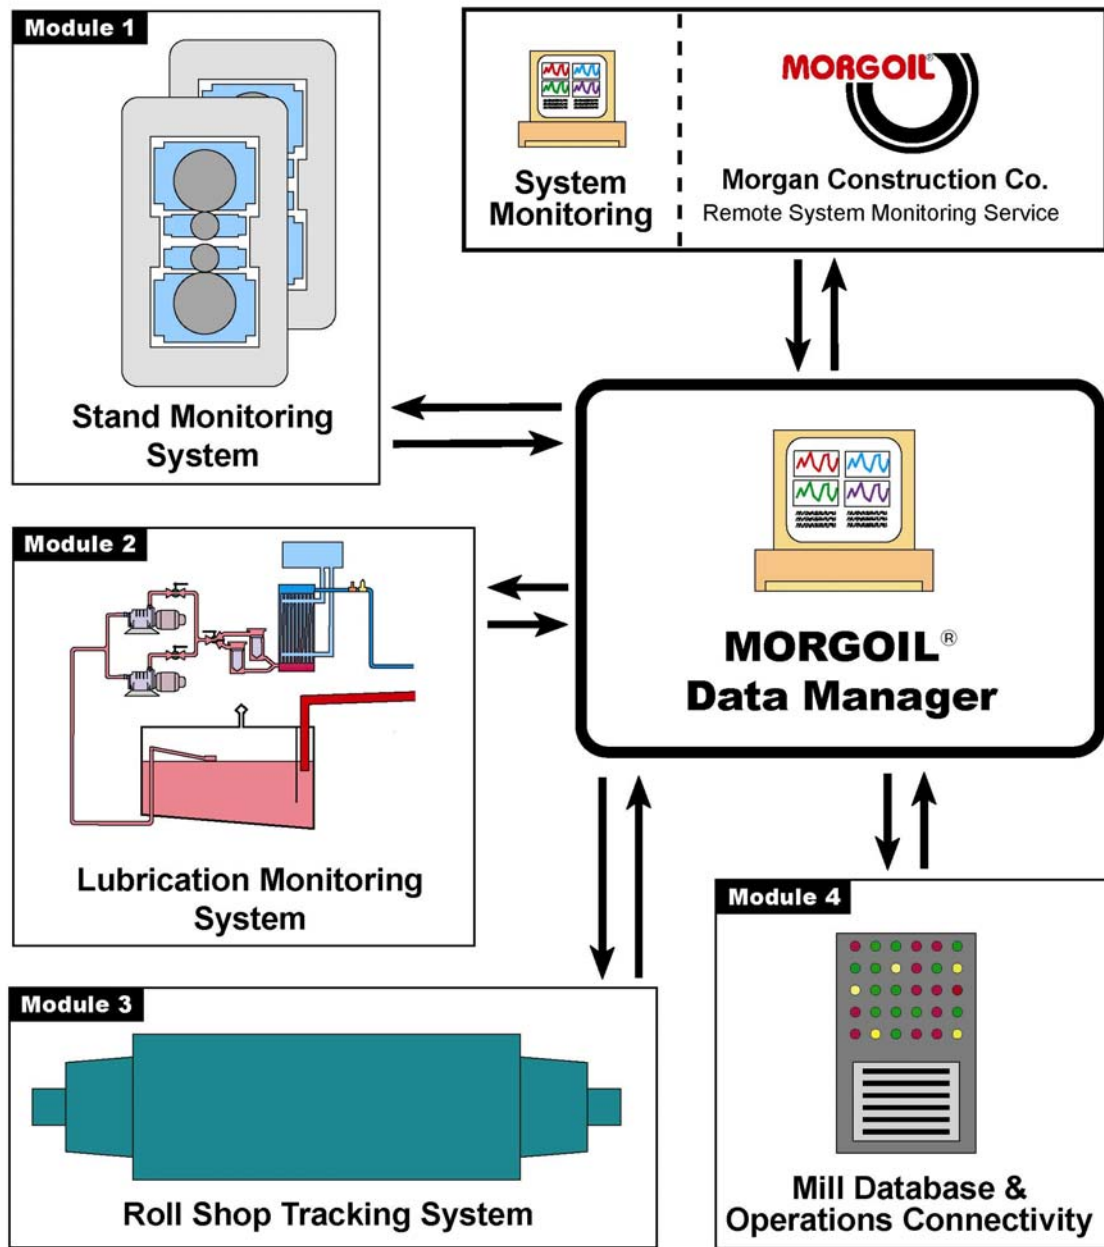 Module 1
Stand Monitoring
System
System
Monitoring
MORGOIL®
Morgan Construction Co.
Remote System Monitoring Service
Module 2
Lubrication Monitoring
System
MORGOIL®
Data Manager
Module 3
Roll Shop Tracking System
Module 4
Mill Database &
Operations Connectivity